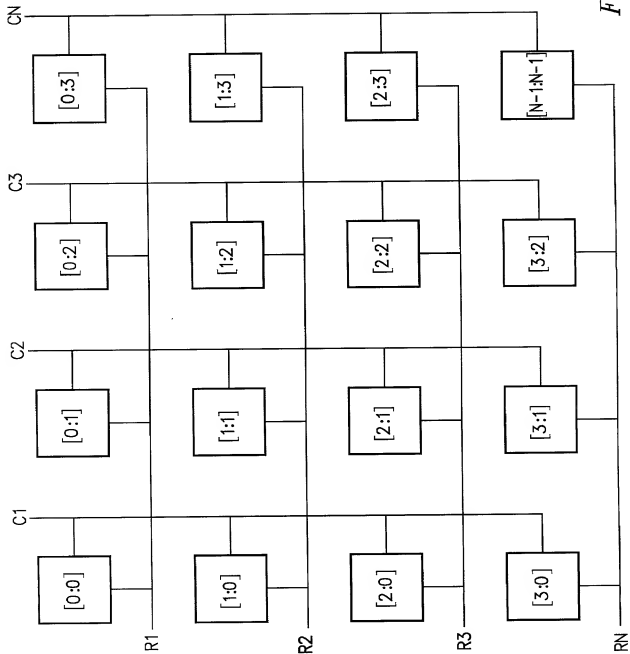 C1 C2 C3 CN
[0:0] [0:1] [0:2] [0:3]
R1
[1:0] [1:1] [1:2] [1:3]
R2
[2:0] [2:1] [2:2] [2:3]
R3
[3:0] [3:1] [3:2] [N-1:N-1]
RN
F